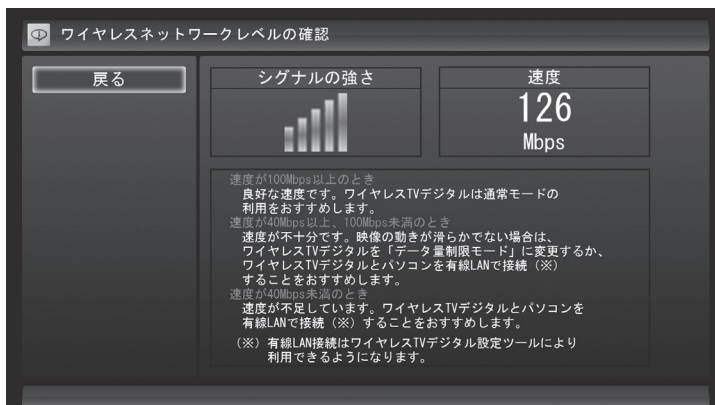 ワイヤレスネットワークレベルの確認
戻る
シグナルの強さ
速度
126
Mbps
速度が100Mbps以上のとき
良好な速度です。ワイヤレスTVデジタルは通常モードの
利用をおすすめします。
速度が40Mbps以上、100Mbps未満のとき
速度が不十分です。映像の動きが滑らかでない場合は、
ワイヤレスTVデジタルを「データ量制限モード」に変更するか、
ワイヤレスTVデジタルとパソコンを有線LANで接続（※）
することをおすすめします。
速度が40Mbps未満のとき
速度が不足しています。ワイヤレスTVデジタルとパソコンを
有線LANで接続（※）することをおすすめします。
（※）有線LAN接続はワイヤレスTVデジタル設定ツールにより
利用できるようになります。